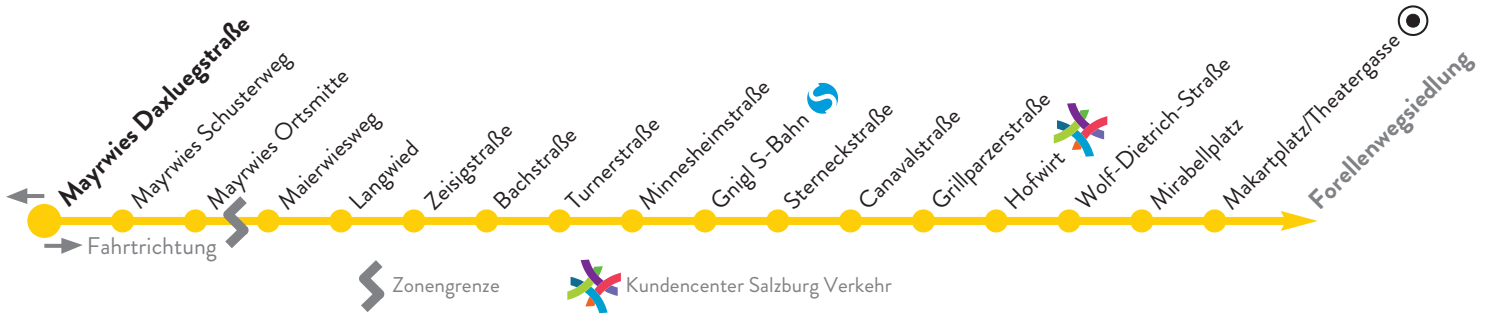 Mayrwies Daxluegstraße
Mayrwies Schusterweg
Mayrwies Ortsmitte
Maierwiesweg
Langwied
Zeisigstraße
Bachstraße
Turnerstraße
Minnesheimstraße
Gnigl S-Bahn
Sterneckstraße
Canavalstraße
Grillparzerstraße
Hofwirt
Wolf-Dietrich-Straße
Mirabellplatz
Makartplatz/Theatergasse
Forellenwegsiedlung
Fahrtrichtung
Zonengrenze
Kundencenter Salzburg Verkehr